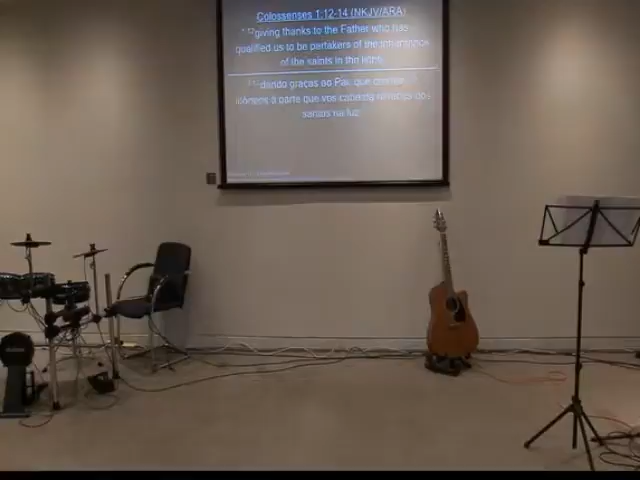 Colossenses 1:12-14 (NKJV/ARA)
giving thanks to the Father who has
qualified us to be partakers of the inheritance
of the saints in the light.
dando graças ao Pai, que
idôneos à parte que vos cabe da herança dos
santos na luz